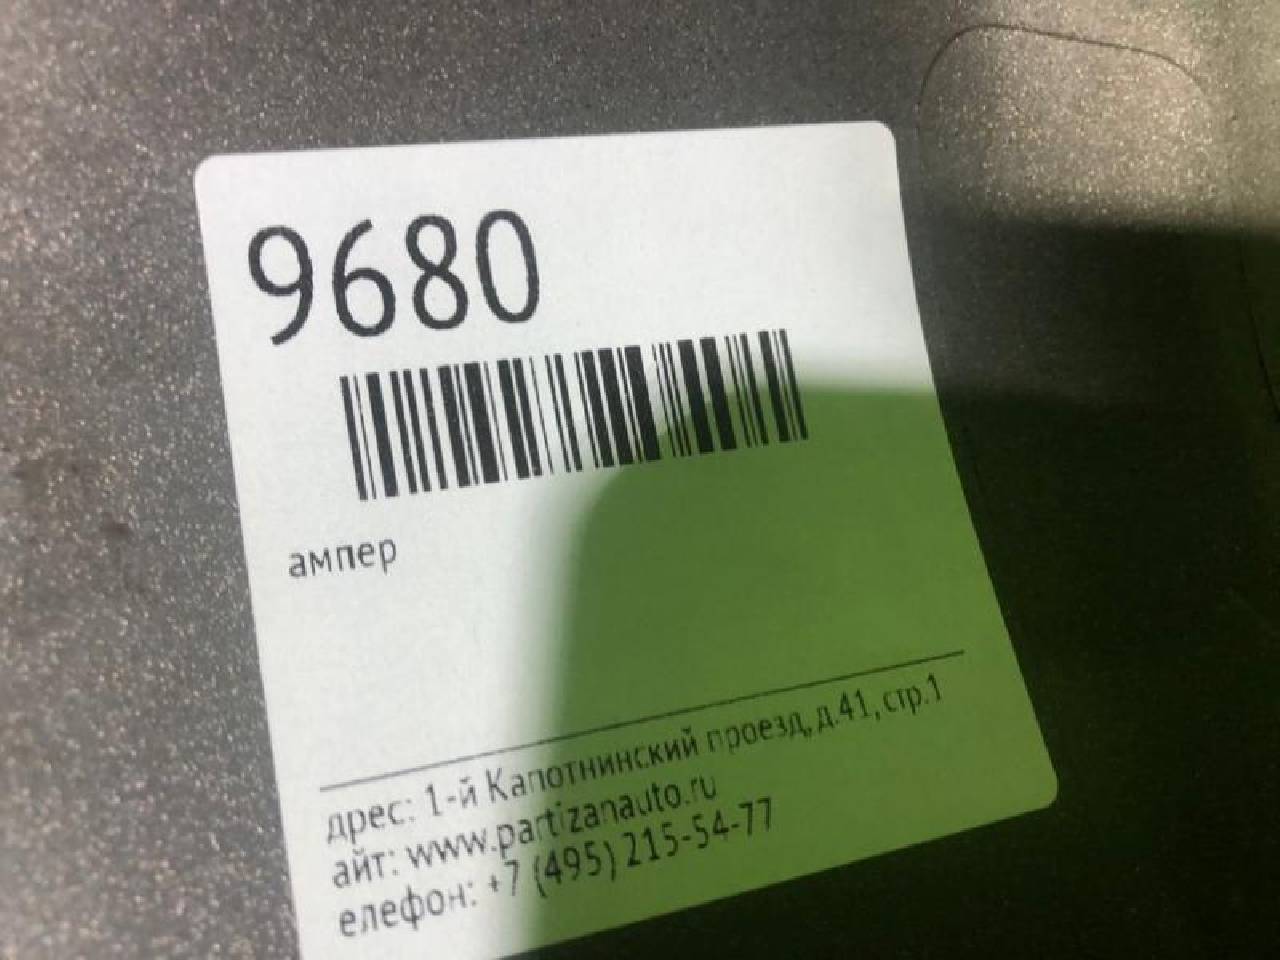 9680
ампер
дрес: 1-й Капотнинский проезд, д.41, стр.1
айт: www.partizanauto.ru
елефон: +7 (495) 215-54-77